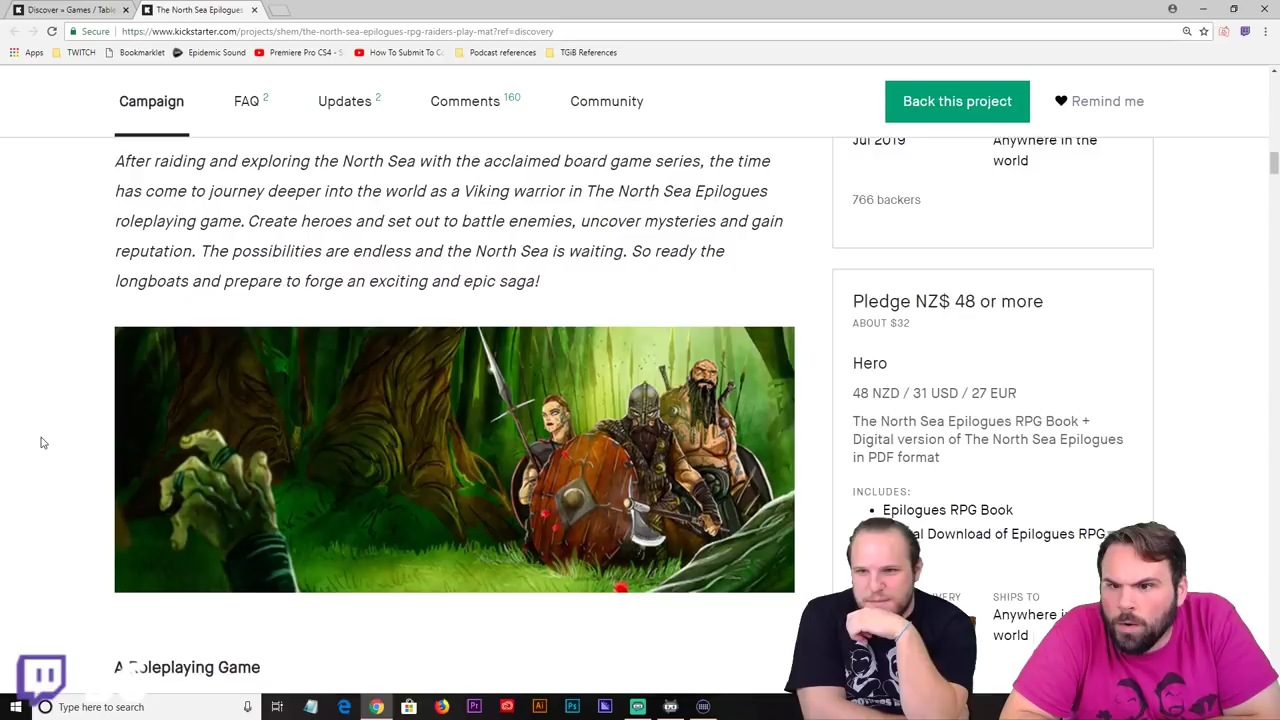 Discover » Games / Table
The North Sea Epilogues
Secure
https://www.kickstarter.com/projects/shem/the-north-sea-epilogues-rpg-raiders-play-mat?ref=discovery
Apps
TWITCH
Bookmarklet
Epidemic Sound
Premiere Pro CS4 - S
How To Submit To C
Podcast references
TGiB References
Campaign
FAQ 2
Updates 2
Comments 160
Community
Back this project
Remind me
After raiding and exploring the North Sea with the acclaimed board game series, the time
has come to journey deeper into the world as a Viking warrior in The North Sea Epilogues
roleplaying game. Create heroes and set out to battle enemies, uncover mysteries and gain
reputation. The possibilities are endless and the North Sea is waiting. So ready the
longboats and prepare to forge an exciting and epic saga!
A Roleplaying Game
Jul 2019
Anywhere in the
world
766 backers
Pledge NZ$ 48 or more
ABOUT $32
Hero
48 NZD / 31 USD / 27 EUR
The North Sea Epilogues RPG Book +
Digital version of The North Sea Epilogues
in PDF format
INCLUDES:
• Epilogues RPG Book
al Download of Epilogues RPG
SHIPS TO
Anywhere i
world
Type here to search